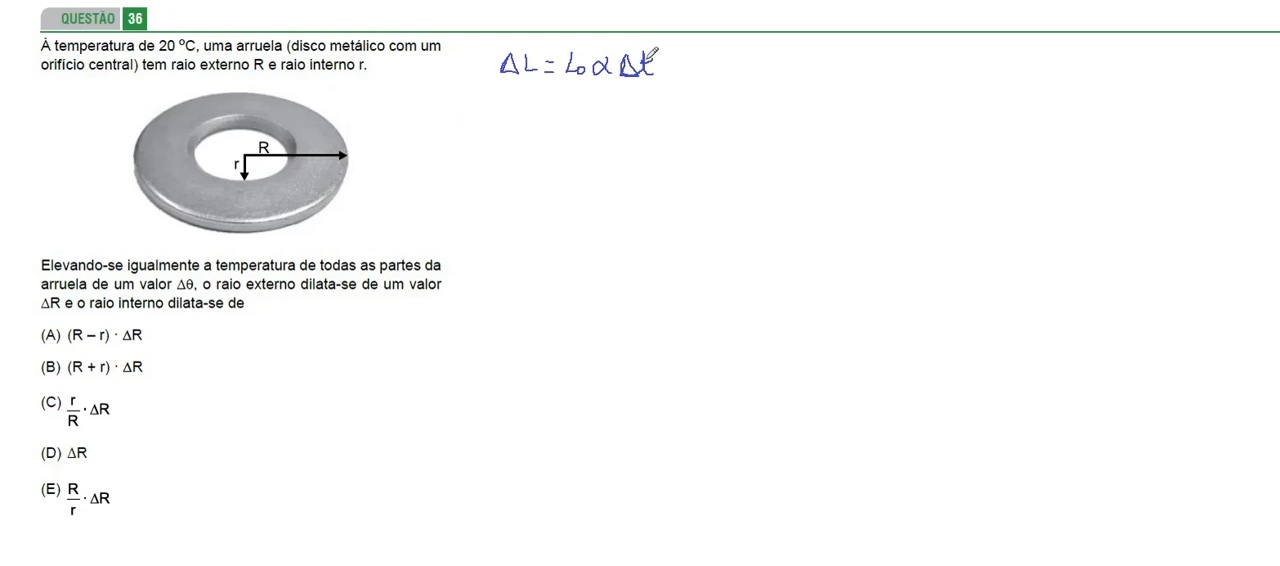 QUESTÃO 36
À temperatura de 20 ºC, uma arruela (disco metálico com um
orifício central) tem raio externo R e raio interno r.
ΔL = L₀ α Δt
R
r
Elevando-se igualmente a temperatura de todas as partes da
arruela de um valor Δθ, o raio externo dilata-se de um valor
ΔR e o raio interno dilata-se de
(A) (R – r) · ΔR
(B) (R + r) · ΔR
(C) r/R · ΔR
(D) ΔR
(E) R/r · ΔR